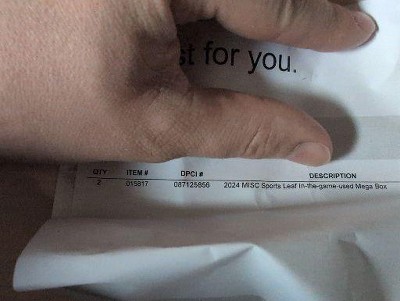 st for you.
QTY ITEM # DPCI # DESCRIPTION
2 015817 087125856 2024 MISC Sports Leaf In-the-game-used Mega Box